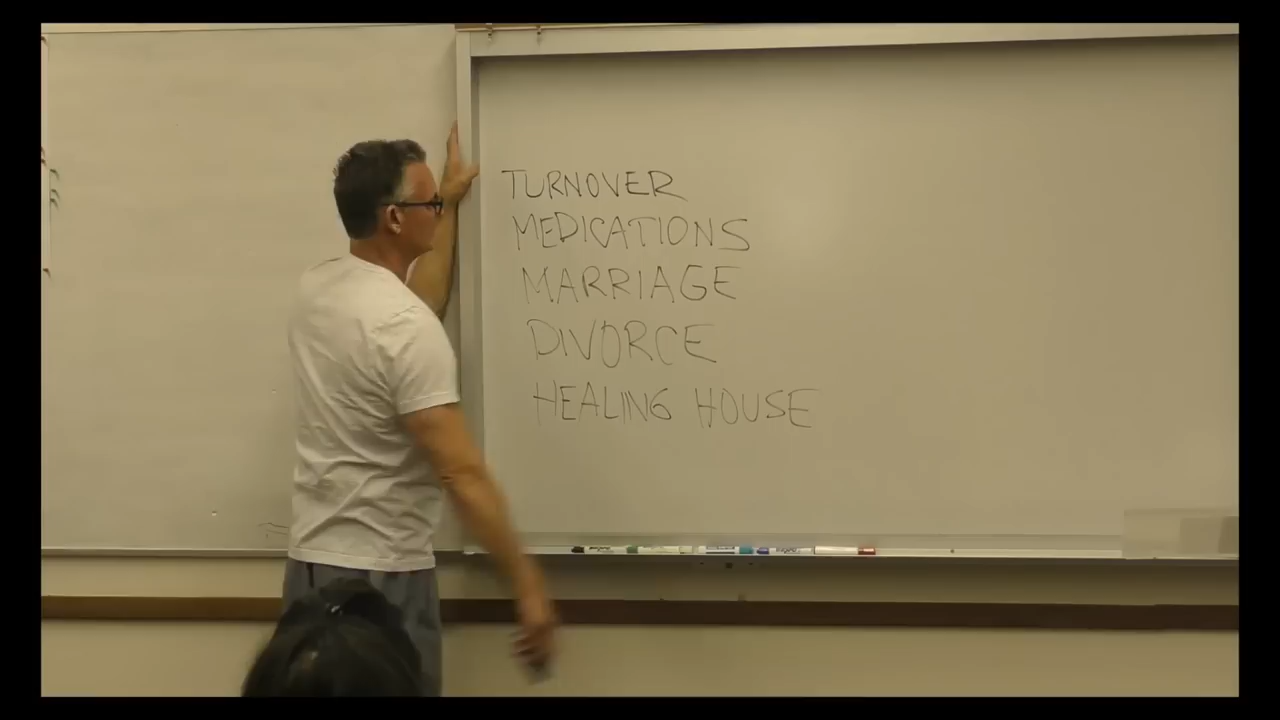 TURNOVER
MEDICATIONS
MARRIAGE
DIVORCE
HEALING HOUSE